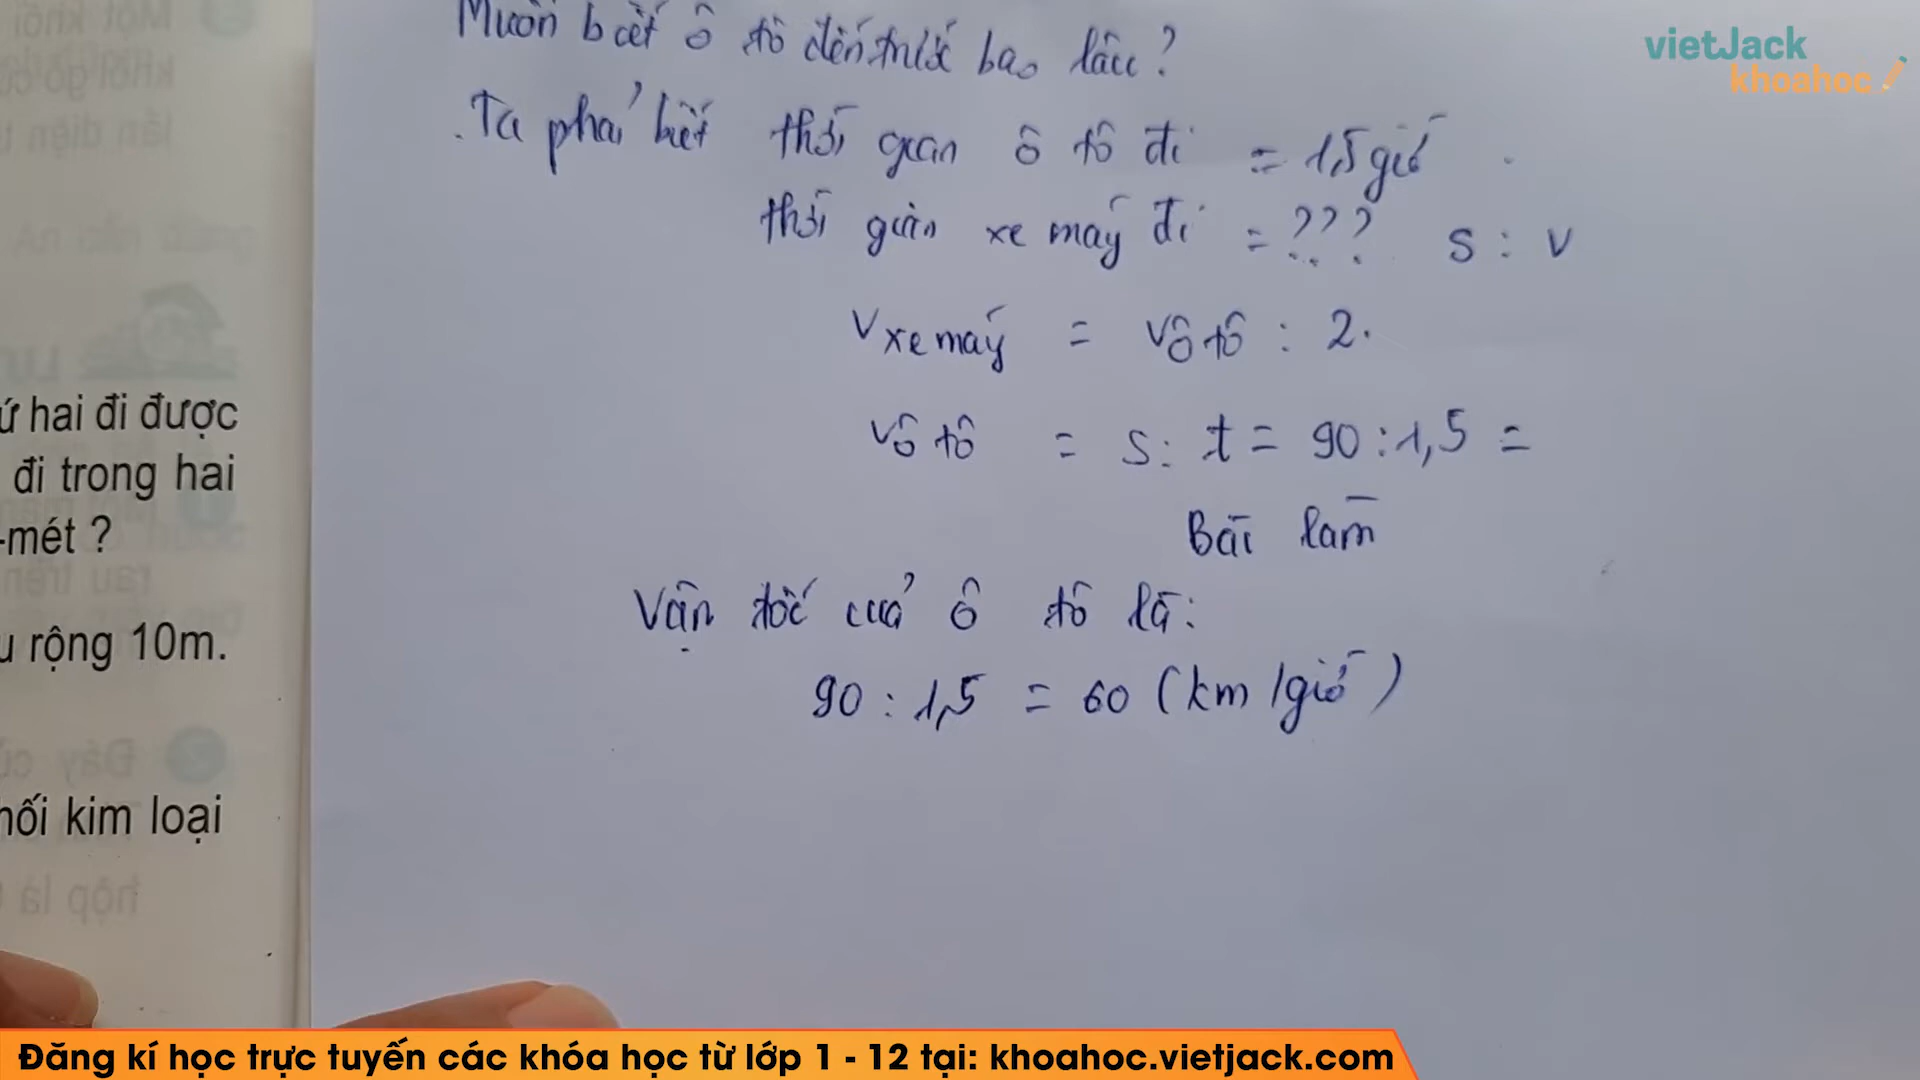 vietJack
khoahoc
Muốn biết ô tô đến trước bao lâu?
Ta phải biết thời gian ô tô đi = 1,5 giờ
thời gian xe máy đi = ??? s : v
v xe máy = v ô tô : 2.
v ô tô = s : t = 90 : 1,5 =
Bài làm
Vận tốc của ô tô là:
90 : 1,5 = 60 (km/giờ)
ứ hai đi được
đi trong hai
-mét ?
rộng 10m.
hối kim loại
Đăng kí học trực tuyến các khóa học từ lớp 1 - 12 tại: khoahoc.vietjack.com